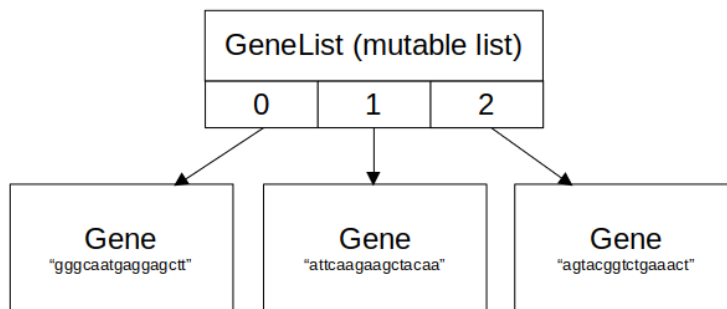 GeneList (mutable list)
0 1 2
Gene Gene Gene
“gggcaatgaggagctt” “attcaagaagctacaa” “agtacggtctgaaact”